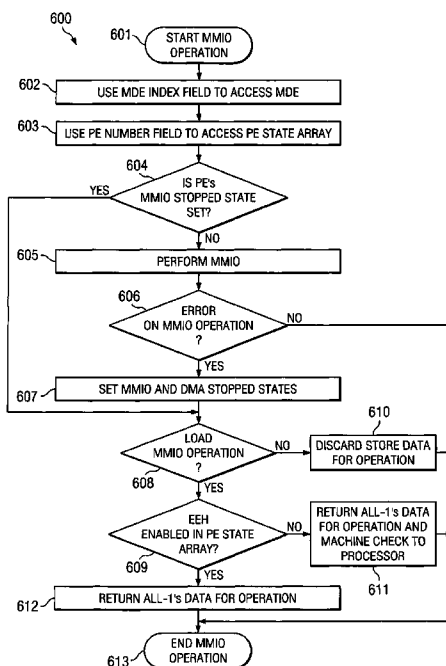 600
601
START MMIO
OPERATION
602
USE MDE INDEX FIELD TO ACCESS MDE
603
USE PE NUMBER FIELD TO ACCESS PE STATE ARRAY
604
YES
IS PE's
MMIO STOPPED STATE
SET?
NO
605
PERFORM MMIO
606
ERROR
ON MMIO OPERATION
?
NO
YES
607
SET MMIO AND DMA STOPPED STATES
LOAD
MMIO OPERATION
?
608
NO
610
DISCARD STORE DATA
FOR OPERATION
YES
EEH
ENABLED IN PE STATE
ARRAY?
609
NO
RETURN ALL-1's DATA
FOR OPERATION AND
MACHINE CHECK TO
PROCESSOR
611
YES
612
RETURN ALL-1's DATA FOR OPERATION
END MMIO
OPERATION
613